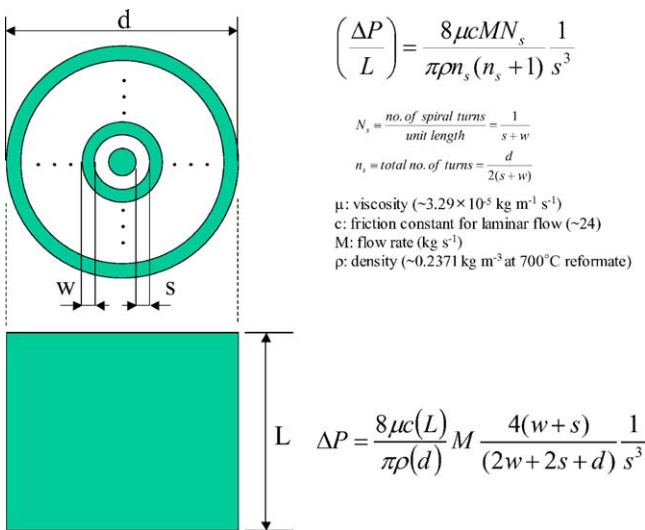 d
(ΔP/L) = 8μcMN_s / πρn_s(n_s+1) 1/s³
N_s = no. of spiral turns / unit length = 1 / s+w
n_s = total no. of turns = d / 2(s+w)
μ: viscosity (~3.29×10⁻⁵ kg m⁻¹ s⁻¹)
c: friction constant for laminar flow (~24)
M: flow rate (kg s⁻¹)
ρ: density (~0.2371 kg m⁻³ at 700°C reformate)
w s
L
ΔP = 8μc(L) / πρ(d) M 4(w+s) / (2w+2s+d) 1/s³